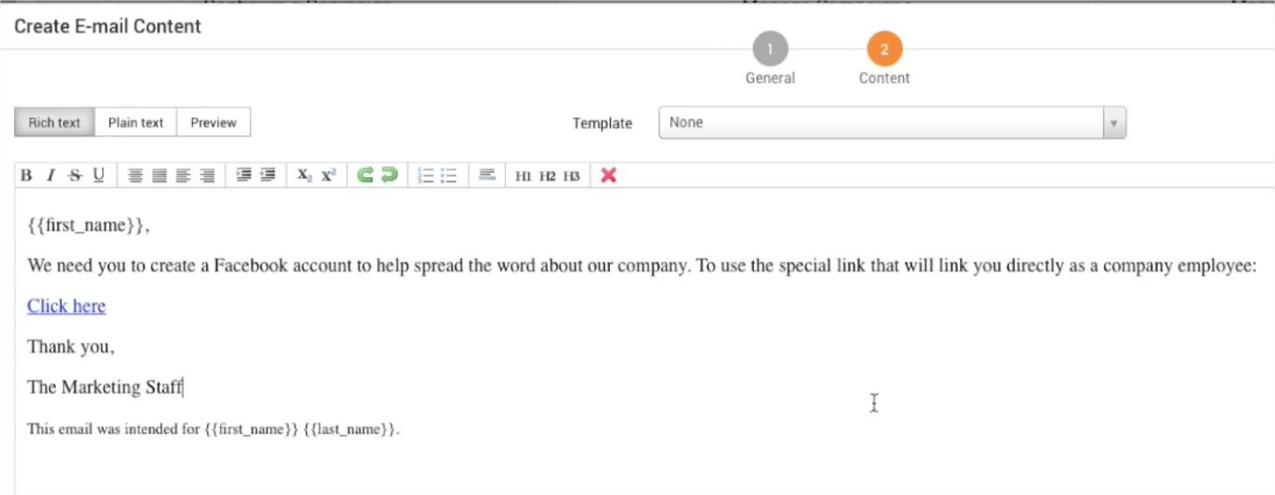 Create E-mail Content
1
2
General
Content
Rich text
Plain text
Preview
Template
None
B I S U X₂ X² H1 H2 H3
{{first_name}},
We need you to create a Facebook account to help spread the word about our company. To use the special link that will link you directly as a company employee:
Click here
Thank you,
The Marketing Staff
This email was intended for {{first_name}} {{last_name}}.